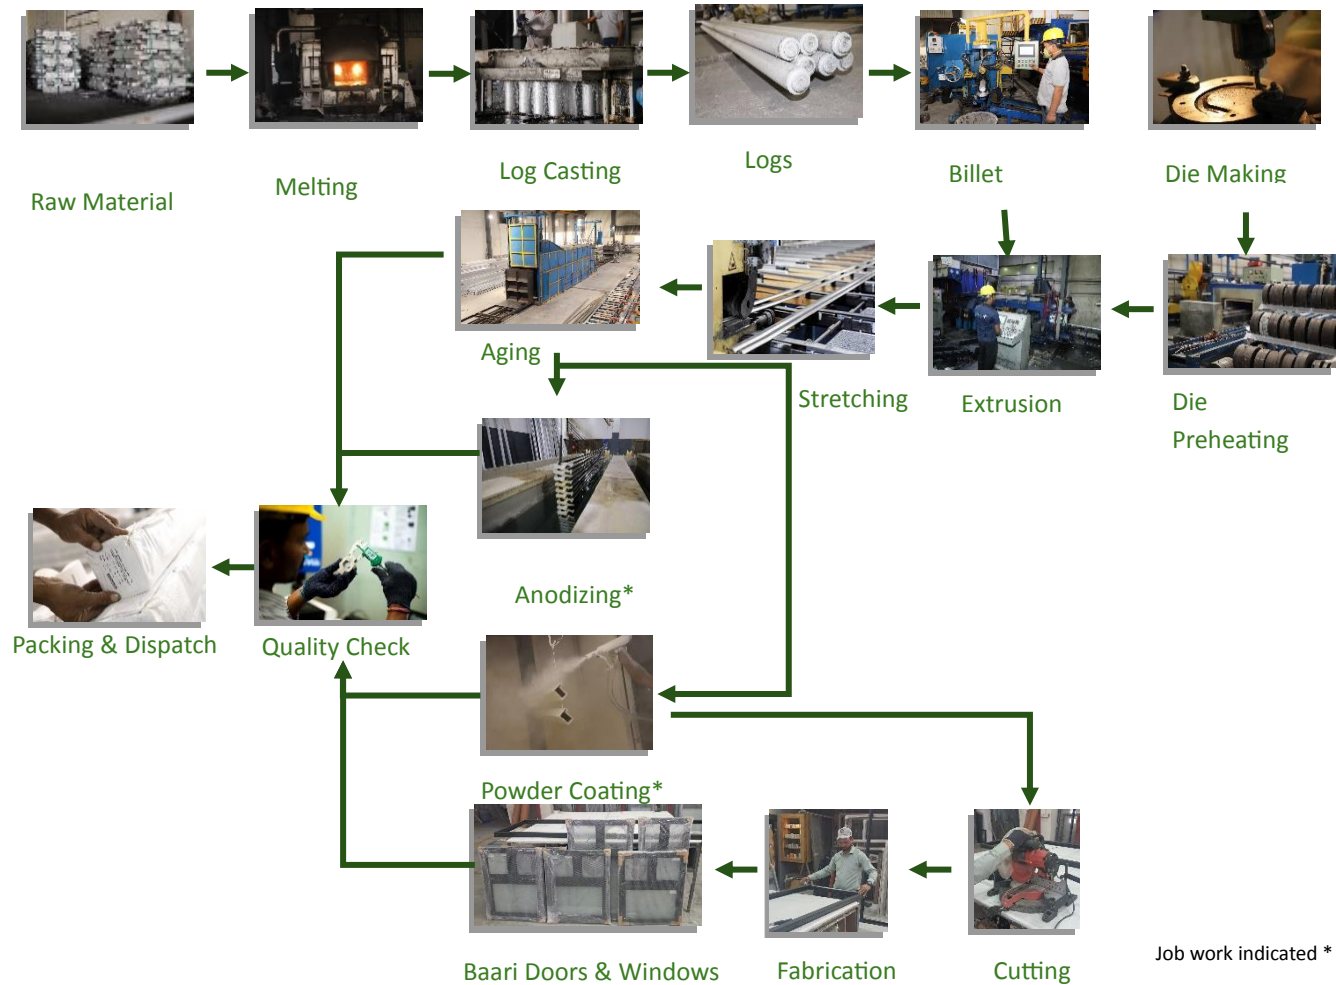 Raw Material
Melting
Log Casting
Logs
Billet
Die Making
Aging
Stretching
Extrusion
Die
Preheating
Anodizing*
Packing & Dispatch
Quality Check
Powder Coating*
Baari Doors & Windows
Fabrication
Cutting
Job work indicated *